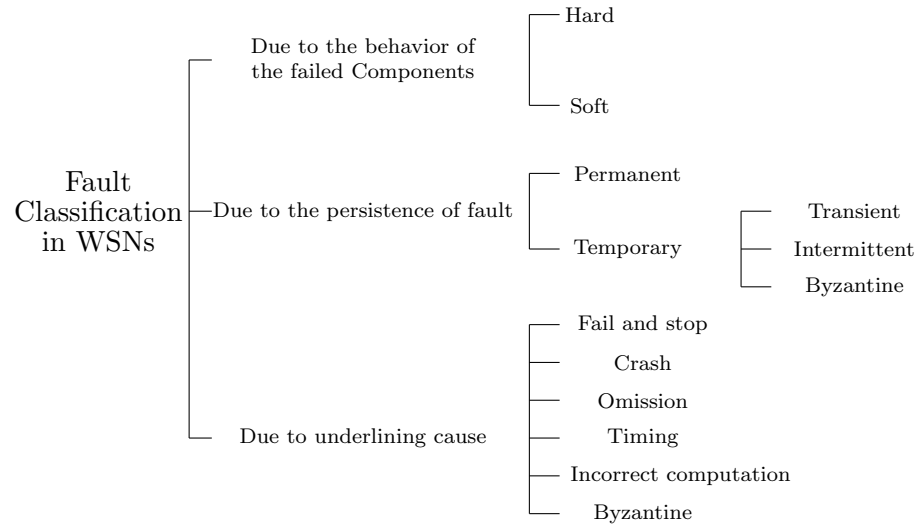 Fault
Classification
in WSNs
Due to the behavior of
the failed Components
Hard
Soft
Due to the persistence of fault
Permanent
Temporary
Transient
Intermittent
Byzantine
Due to underlining cause
Fail and stop
Crash
Omission
Timing
Incorrect computation
Byzantine